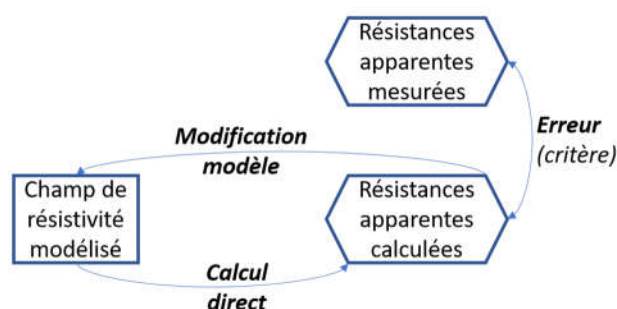 Résistances
apparentes
mesurées
Erreur
(critère)
Modification
modèle
Champ de
résistivité
modélisé
Résistances
apparentes
calculées
Calcul
direct